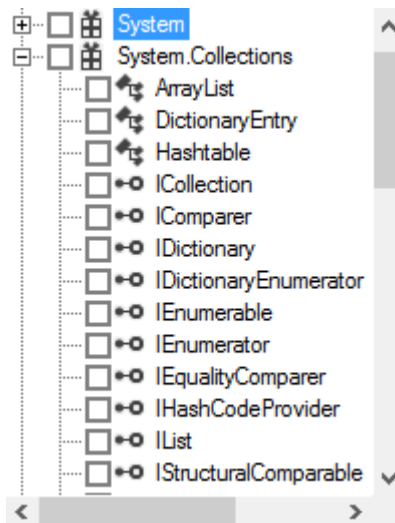 System
System.Collections
ArrayList
DictionaryEntry
Hashtable
ICollection
IComparer
IDictionary
IDictionaryEnumerator
IEnumerable
IEnumerator
IEqualityComparer
IHashCodeProvider
IList
IStructuralComparable